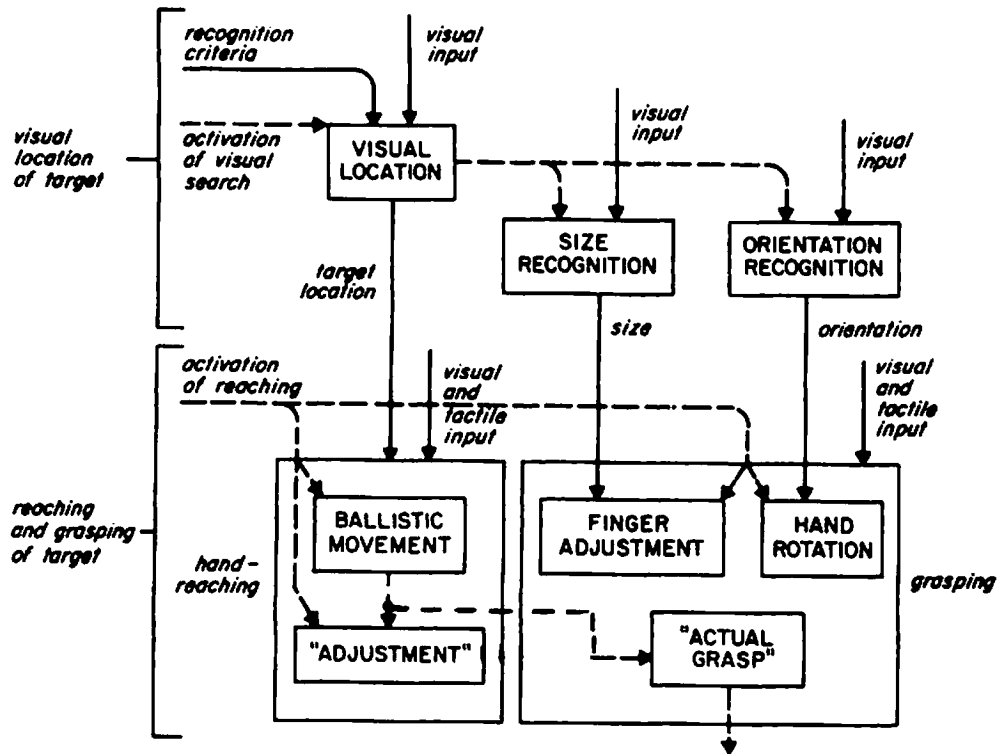 recognition
criteria
visual
input
activation
of visual
search
visual
location
of target
VISUAL
LOCATION
visual
input
visual
input
SIZE
RECOGNITION
ORIENTATION
RECOGNITION
target
location
size
orientation
activation
of reaching
visual
and
tactile
input
visual
and
tactile
input
reaching
and grasping
of target
hand-
reaching
BALLISTIC
MOVEMENT
FINGER
ADJUSTMENT
HAND
ROTATION
grasping
"ADJUSTMENT"
"ACTUAL
GRASP"